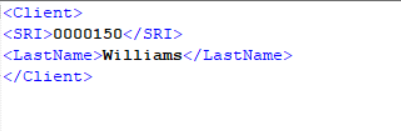 <Client>
<SRI>0000150</SRI>
<LastName>Williams</LastName>
</Client>